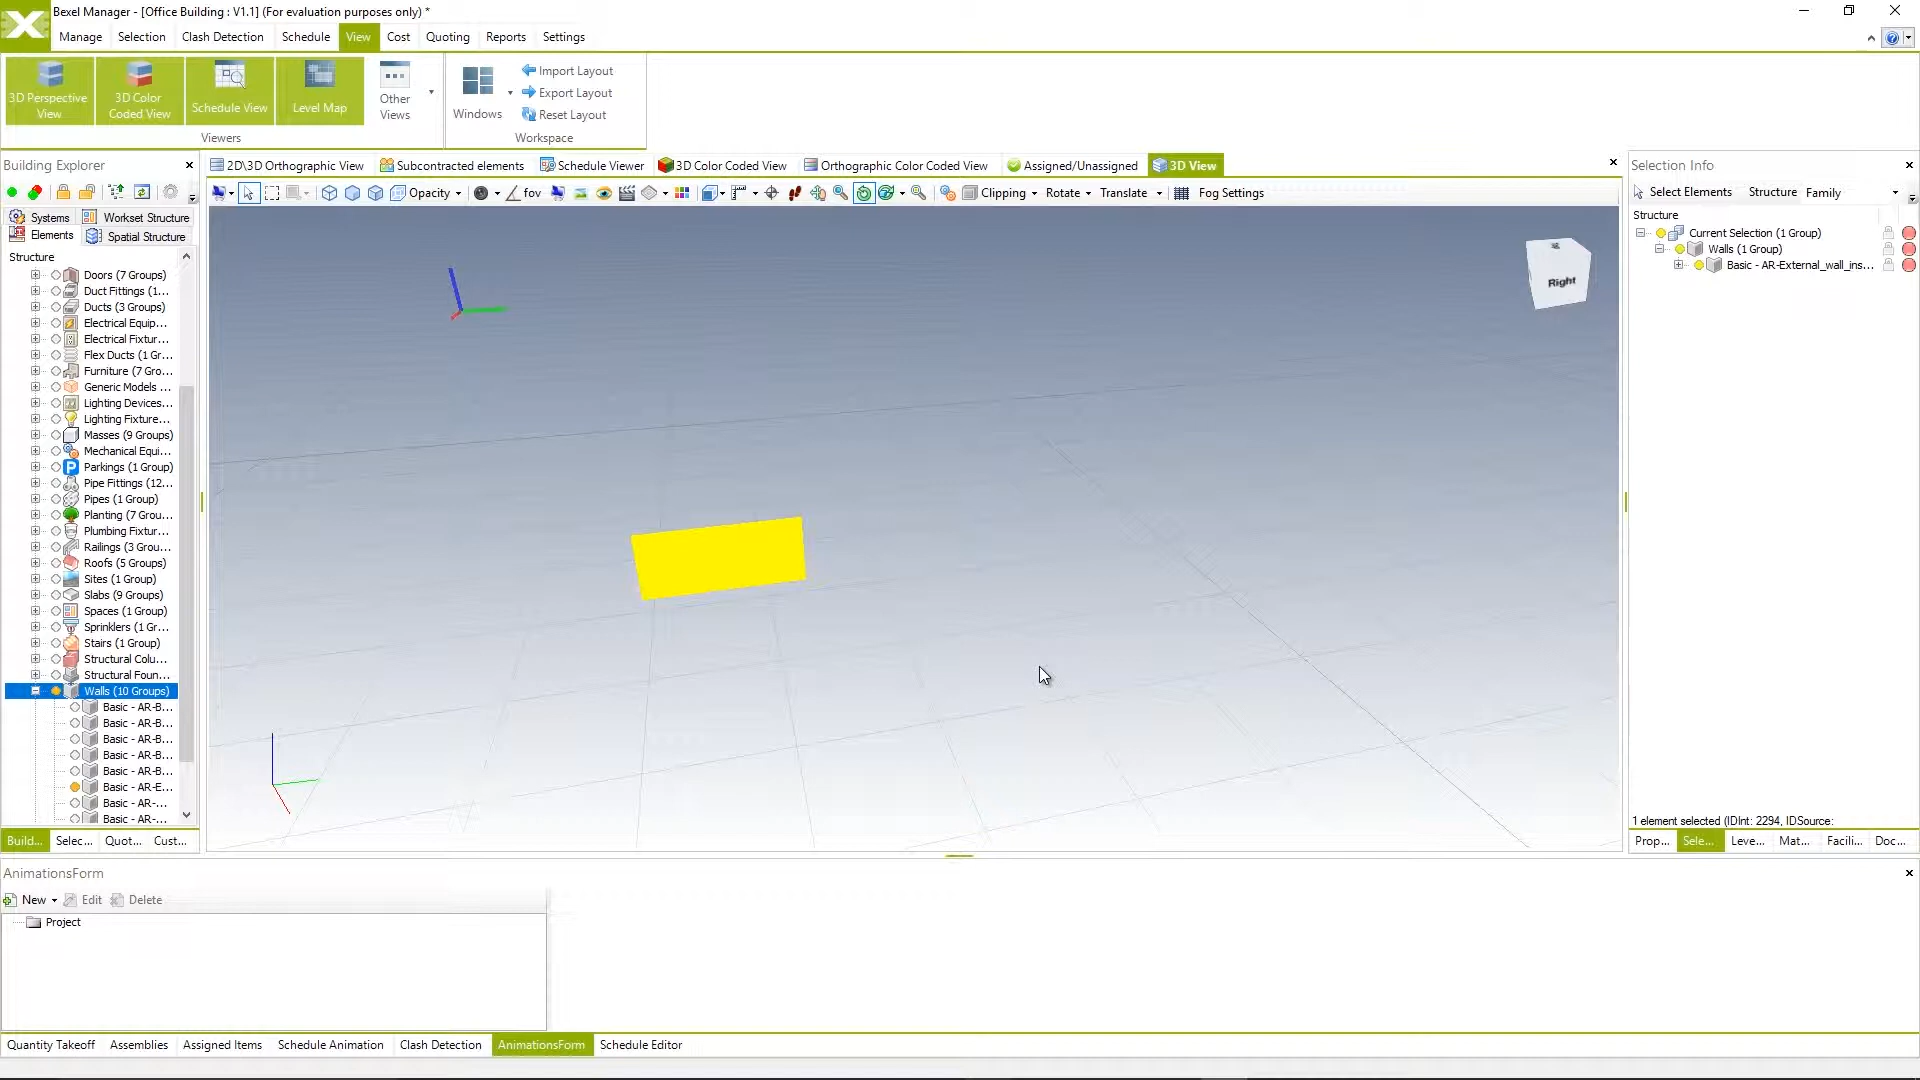 Bexel Manager - [Office Building : V1.1] (For evaluation purposes only) *
Manage Selection Clash Detection Schedule View Cost Quoting Reports Settings
3D Perspective View
3D Color Coded View
Schedule View
Level Map
Other Views
Windows
Import Layout
Export Layout
Reset Layout
Viewers
Workspace
Building Explorer
2D\3D Orthographic View Subcontracted elements Schedule Viewer 3D Color Coded View Orthographic Color Coded View Assigned/Unassigned 3D View
Opacity fov Clipping Rotate Translate Fog Settings
Systems Workset Structure
Elements Spatial Structure
Structure
Doors (7 Groups)
Duct Fittings (1...
Ducts (3 Groups)
Electrical Equip...
Electrical Fixtur...
Flex Ducts (1 Gr...
Furniture (7 Gro...
Generic Models ...
Lighting Devices...
Lighting Fixture...
Masses (9 Groups)
Mechanical Equi...
Parkings (1 Group)
Pipe Fittings (12...
Pipes (1 Group)
Planting (7 Grou...
Plumbing Fixtur...
Railings (3 Grou...
Roofs (5 Groups)
Sites (1 Group)
Slabs (9 Groups)
Spaces (1 Group)
Sprinklers (1 Gr...
Stairs (1 Group)
Structural Colu...
Structural Foun...
Walls (10 Groups)
Basic - AR-B...
Basic - AR-B...
Basic - AR-B...
Basic - AR-B...
Basic - AR-B...
Basic - AR-E...
Basic - AR-...
Basic - AR-...
Build... Selec... Quot... Cust...
Right
Selection Info
Select Elements Structure Family
Structure
Current Selection (1 Group)
Walls (1 Group)
Basic - AR-External_wall_ins...
1 element selected (IDInt: 2294, IDSource:
Prop... Sele... Leve... Mat... Facili... Doc...
AnimationsForm
New Edit Delete
Project
Quantity Takeoff Assemblies Assigned Items Schedule Animation Clash Detection AnimationsForm Schedule Editor